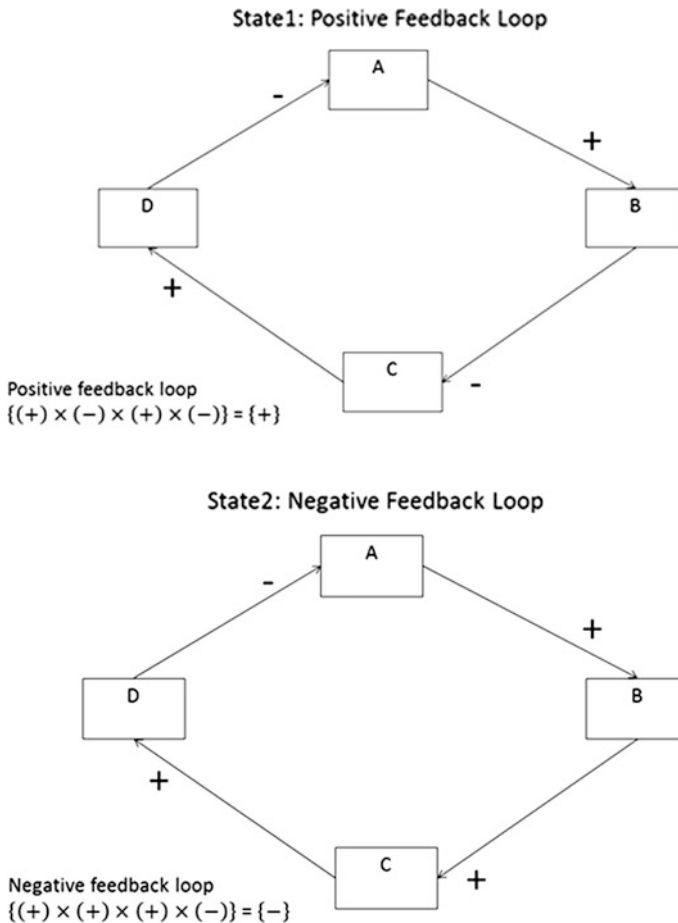 State1: Positive Feedback Loop
A
-
+
D
B
+
C
-
Positive feedback loop
{(+) × (−) × (+) × (−)} = {+}
State2: Negative Feedback Loop
A
-
+
D
B
+
C
+
Negative feedback loop
{(+) × (+) × (+) × (−)} = {−}